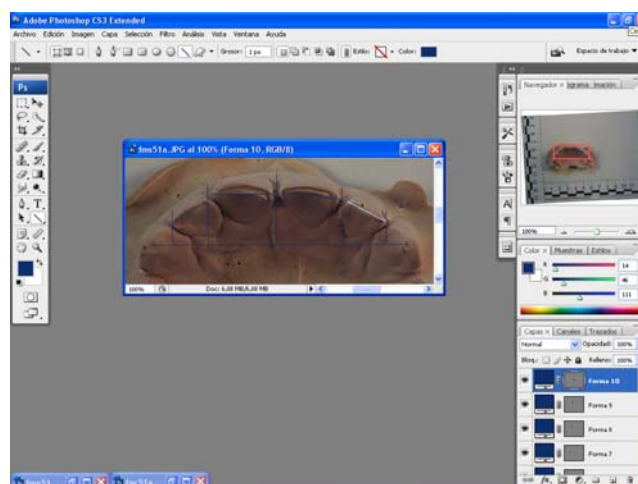 Adobe Photoshop CS3 Extended
Archivo Edición Imagen Capa Selección Filtro Análisis Vista Ventana Ayuda
Grosor: 1 px Estilo: Color: Espacio de trabajo
Ps
Navegador
fms51a.JPG al 100% (Forma 10, RGB/8)
100% Doc: 6,88 MB/6,88 MB
100%
Color Muestras Estilos
R 14
G 46
B 111
Capas Canales Trazados
Normal Opacidad: 100%
Bloq.: Relleno: 100%
Forma 10
Forma 9
Forma 8
Forma 7